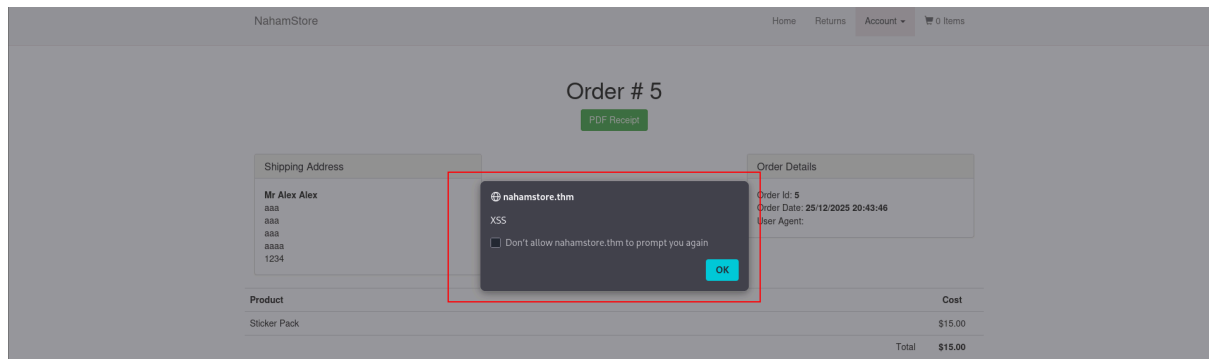 NahamStore Home Returns Account 0 Items
Order # 5
PDF Receipt
Shipping Address
Mr Alex Alex
aaa
aaa
aaa
aaaa
1234
nahamstore.thm
XSS
Don't allow nahamstore.thm to prompt you again
OK
Order Details
Order Id: 5
Order Date: 25/12/2025 20:43:46
User Agent:
Product Cost
Sticker Pack $15.00
Total $15.00